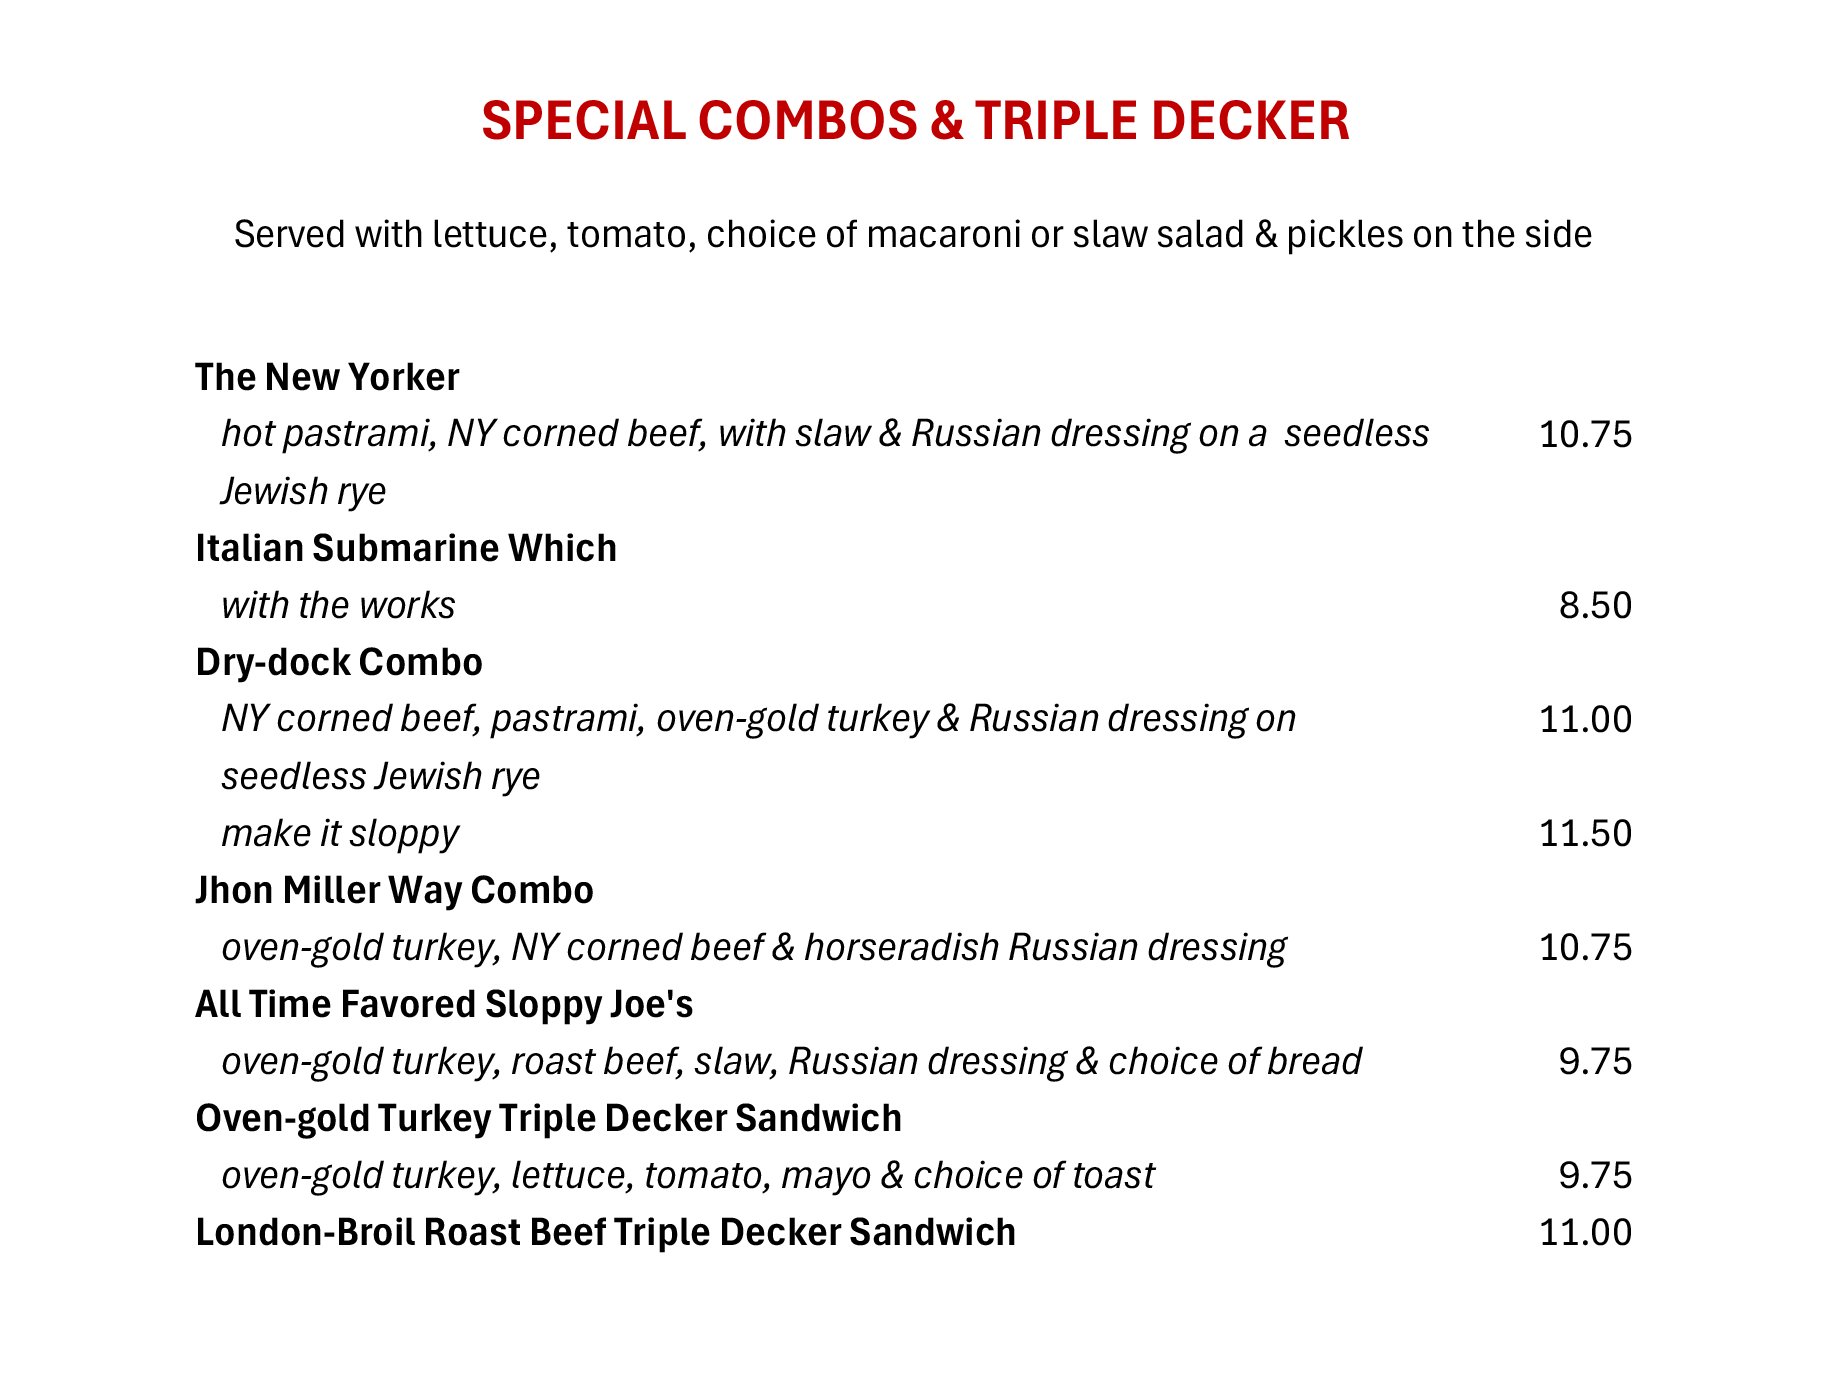 SPECIAL COMBOS & TRIPLE DECKER
Served with lettuce, tomato, choice of macaroni or slaw salad & pickles on the side
The New Yorker
hot pastrami, NY corned beef, with slaw & Russian dressing on a  seedless 10.75
Jewish rye
Italian Submarine Which
with the works 8.50
Dry-dock Combo
NY corned beef, pastrami, oven-gold turkey & Russian dressing on 11.00
seedless Jewish rye
make it sloppy 11.50
Jhon Miller Way Combo
oven-gold turkey, NY corned beef & horseradish Russian dressing 10.75
All Time Favored Sloppy Joe's
oven-gold turkey, roast beef, slaw, Russian dressing & choice of bread 9.75
Oven-gold Turkey Triple Decker Sandwich
oven-gold turkey, lettuce, tomato, mayo & choice of toast 9.75
London-Broil Roast Beef Triple Decker Sandwich 11.00